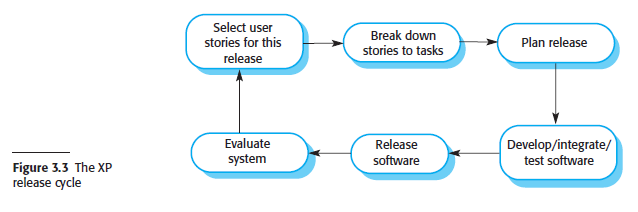 Select user
stories for this
release
Break down
stories to tasks
Plan release
Develop/integrate/
test software
Release
software
Evaluate
system
Figure 3.3 The XP
release cycle